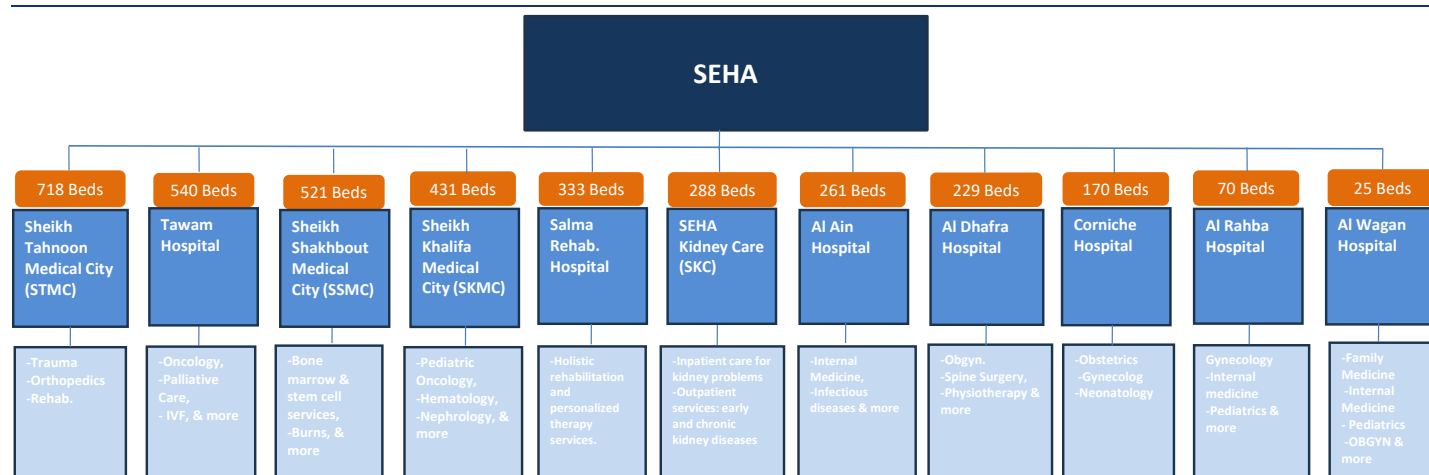 SEHA
718 Beds
540 Beds
521 Beds
431 Beds
333 Beds
288 Beds
261 Beds
229 Beds
170 Beds
70 Beds
25 Beds
Sheikh
Tahnoon
Medical City
(STMC)
Tawam
Hospital
Sheikh
Shakhbout
Medical
City (SSMC)
Sheikh
Khalifa
Medical
City (SKMC)
Salma
Rehab.
Hospital
SEHA
Kidney Care
(SKC)
Al Ain
Hospital
Al Dhafra
Hospital
Corniche
Hospital
Al Rahba
Hospital
Al Wagan
Hospital
-Trauma
-Orthopedics
-Rehab.
-Oncology,
-Palliative
Care,
- IVF, & more
-Bone
marrow &
stem cell
services,
-Burns, &
more
-Pediatric
Oncology,
-Hematology,
-Nephrology, &
more
-Holistic
rehabilitation
and
personalized
therapy
services.
-Inpatient care for
kidney problems
-Outpatient
services: early
and chronic
kidney diseases
-Internal
Medicine,
-Infectious
diseases & more
-Obgyn.
-Spine Surgery,
-Physiotherapy &
more
-Obstetrics
-Gynecolog
-Neonatology
Gynecology
-Internal
medicine
-Pediatrics &
more
-Family
Medicine
-Internal
Medicine
- Pediatrics
-OBGYN &
more